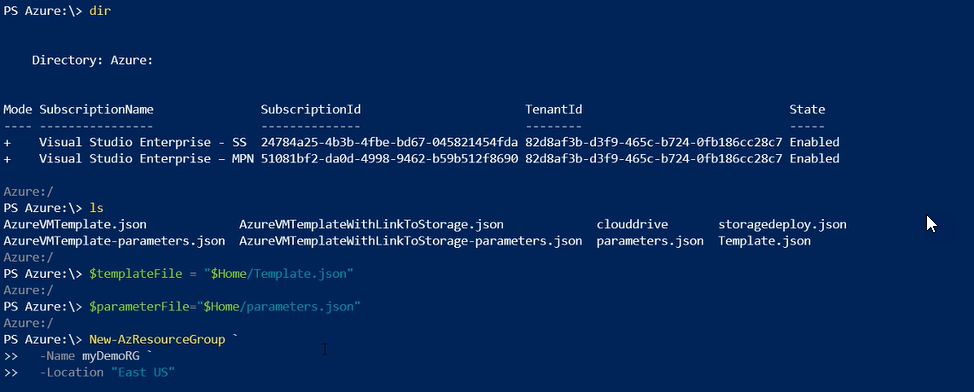 PS Azure:\> dir
Directory: Azure:
Mode SubscriptionName SubscriptionId TenantId State
---- ---------------- -------------- -------- -----
+ Visual Studio Enterprise - SS 24784a25-4b3b-4fbe-bd67-045821454fda 82d8af3b-d3f9-465c-b724-0fb186cc28c7 Enabled
+ Visual Studio Enterprise – MPN 51081bf2-da0d-4998-9462-b59b512f8690 82d8af3b-d3f9-465c-b724-0fb186cc28c7 Enabled
Azure:/
PS Azure:\> ls
AzureVMTemplate.json AzureVMTemplateWithLinkToStorage.json clouddrive storagedeploy.json
AzureVMTemplate-parameters.json AzureVMTemplateWithLinkToStorage-parameters.json parameters.json Template.json
Azure:/
PS Azure:\> $templateFile = "$Home/Template.json"
Azure:/
PS Azure:\> $parameterFile="$Home/parameters.json"
Azure:/
PS Azure:\> New-AzResourceGroup `
>> -Name myDemoRG `
>> -Location "East US"